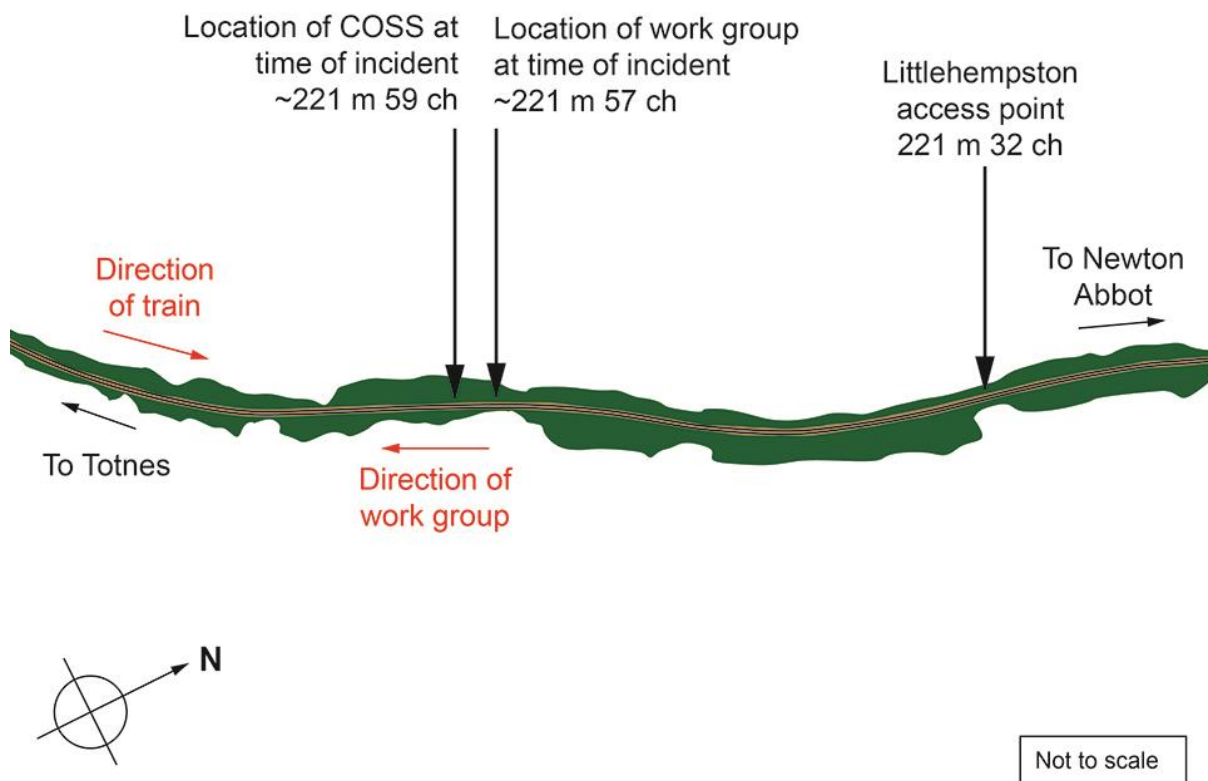 Location of COSS at
time of incident
~221 m 59 ch
Location of work group
at time of incident
~221 m 57 ch
Littlehempston
access point
221 m 32 ch
Direction
of train
To Newton
Abbot
To Totnes
Direction of
work group
N
Not to scale